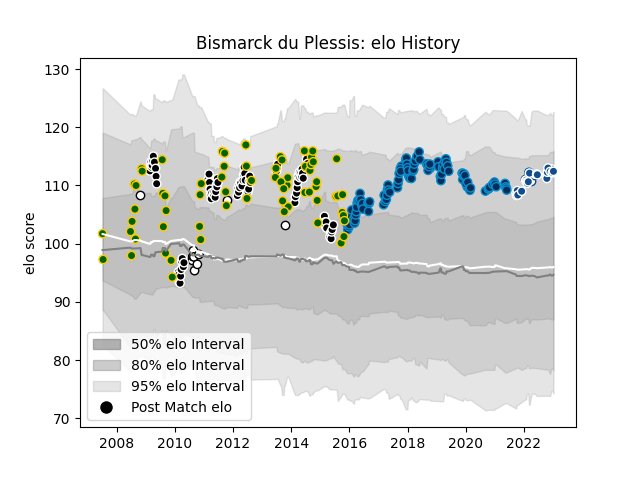 Bismarck du Plessis: elo History
130
120
110
100
90
80
70
elo score
50% elo Interval
80% elo Interval
95% elo Interval
Post Match elo
2008 2010 2012 2014 2016 2018 2020 2022